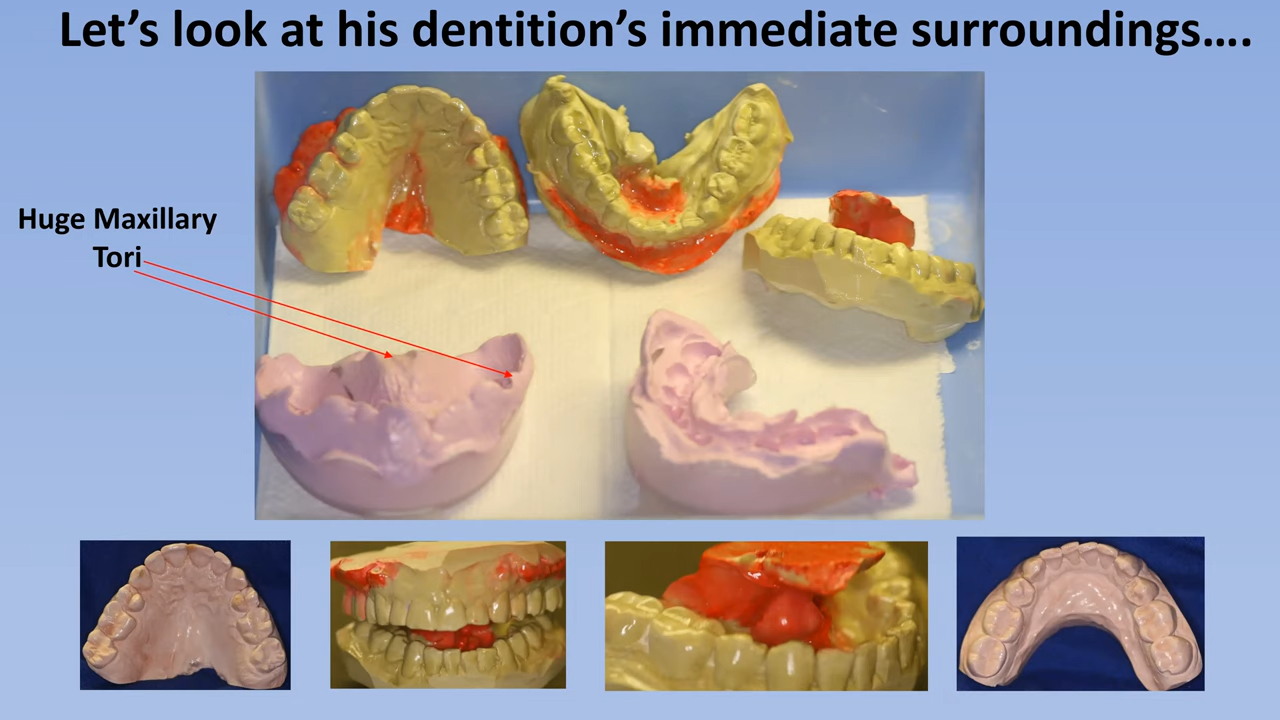 Let’s look at his dentition’s immediate surroundings….
Huge Maxillary
Tori